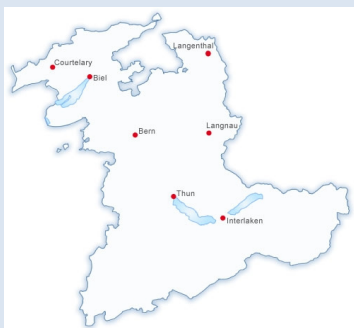 Langenthal
Courtelary
Biel
Bern
Langnau
Thun
Interlaken